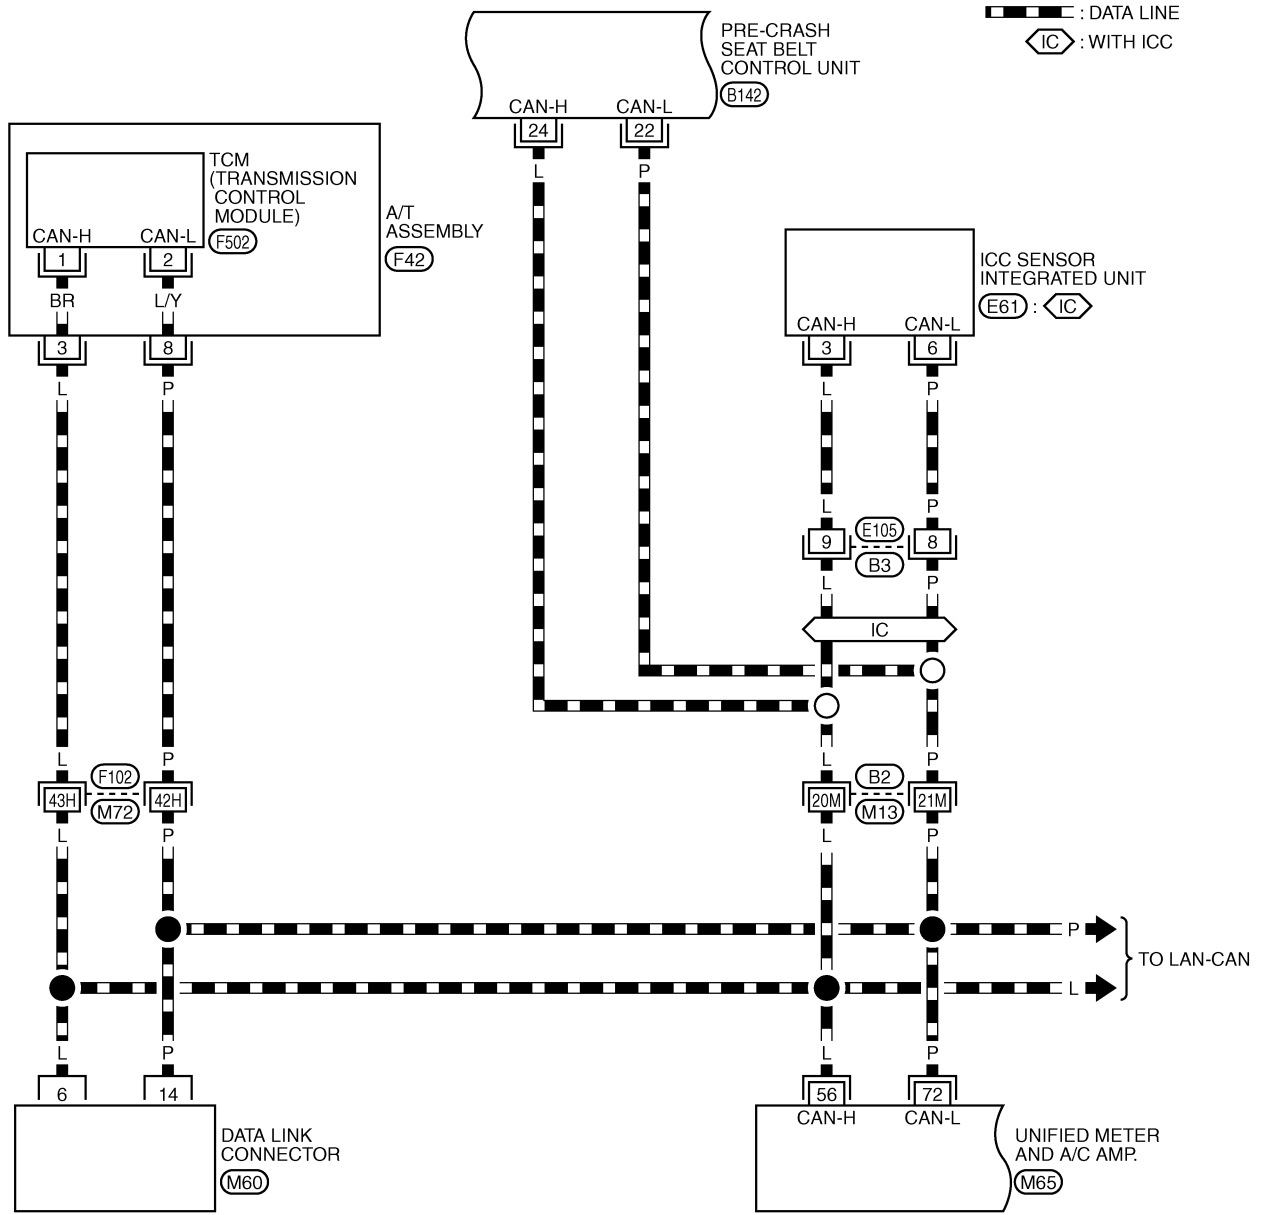 : DATA LINE
IC : WITH ICC
PRE-CRASH
SEAT BELT
CONTROL UNIT
B142
CAN-H CAN-L
24 22
L P
TCM
(TRANSMISSION
CONTROL
MODULE)
F502
CAN-H CAN-L
1 2
BR L/Y
A/T
ASSEMBLY
F42
3 8
L P
ICC SENSOR
INTEGRATED UNIT
E61 : IC
CAN-H CAN-L
3 6
L P
L P
9 E105 8
B3
L P
IC
L P
43H F102 42H
M72
L P
L P
20M B2 21M
M13
L P
P
TO LAN-CAN
L
L P
6 14
DATA LINK
CONNECTOR
M60
L P
56 72
CAN-H CAN-L
UNIFIED METER
AND A/C AMP.
M65